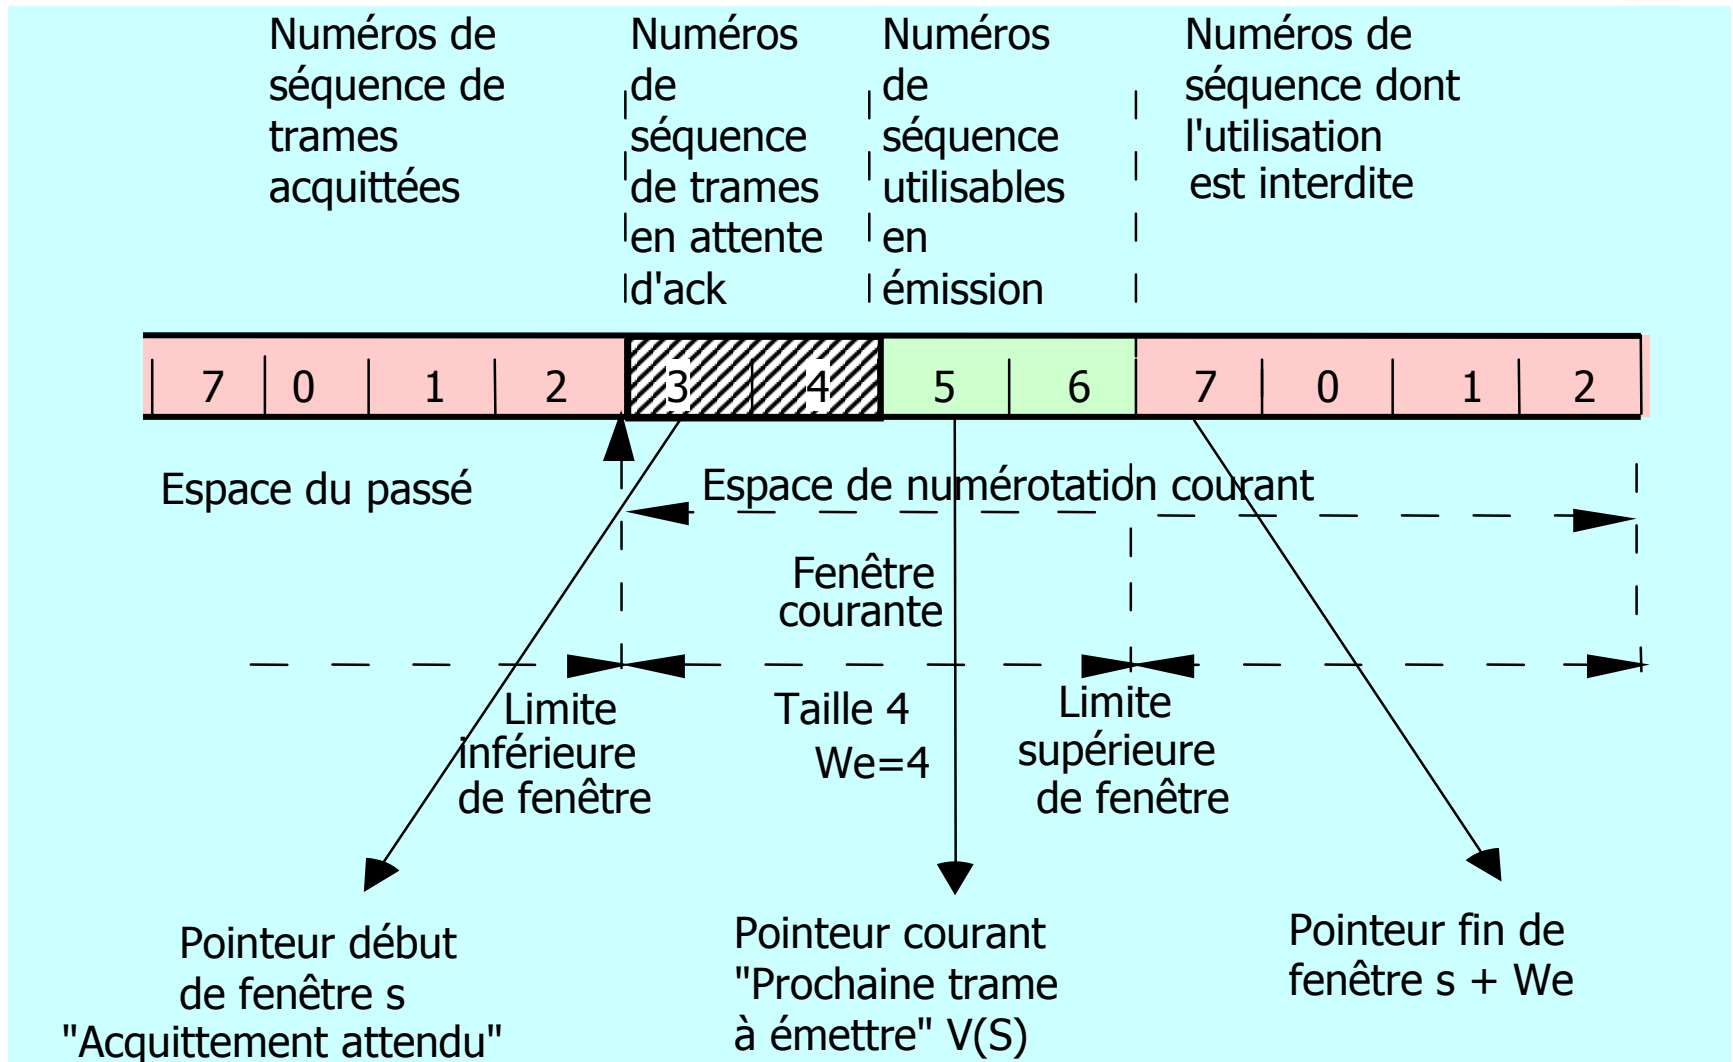 Numéros de
séquence de
trames
acquittées
Numéros
de
séquence
de trames
en attente
d'ack
Numéros
de
séquence
utilisables
en
émission
Numéros de
séquence dont
l'utilisation
est interdite
7 0 1 2 3 4 5 6 7 0 1 2
Espace du passé
Espace de numérotation courant
Fenêtre
courante
Limite
inférieure
de fenêtre
Taille 4
We=4
Limite
supérieure
de fenêtre
Pointeur début
de fenêtre s
"Acquittement attendu"
Pointeur courant
"Prochaine trame
à émettre" V(S)
Pointeur fin de
fenêtre s + We